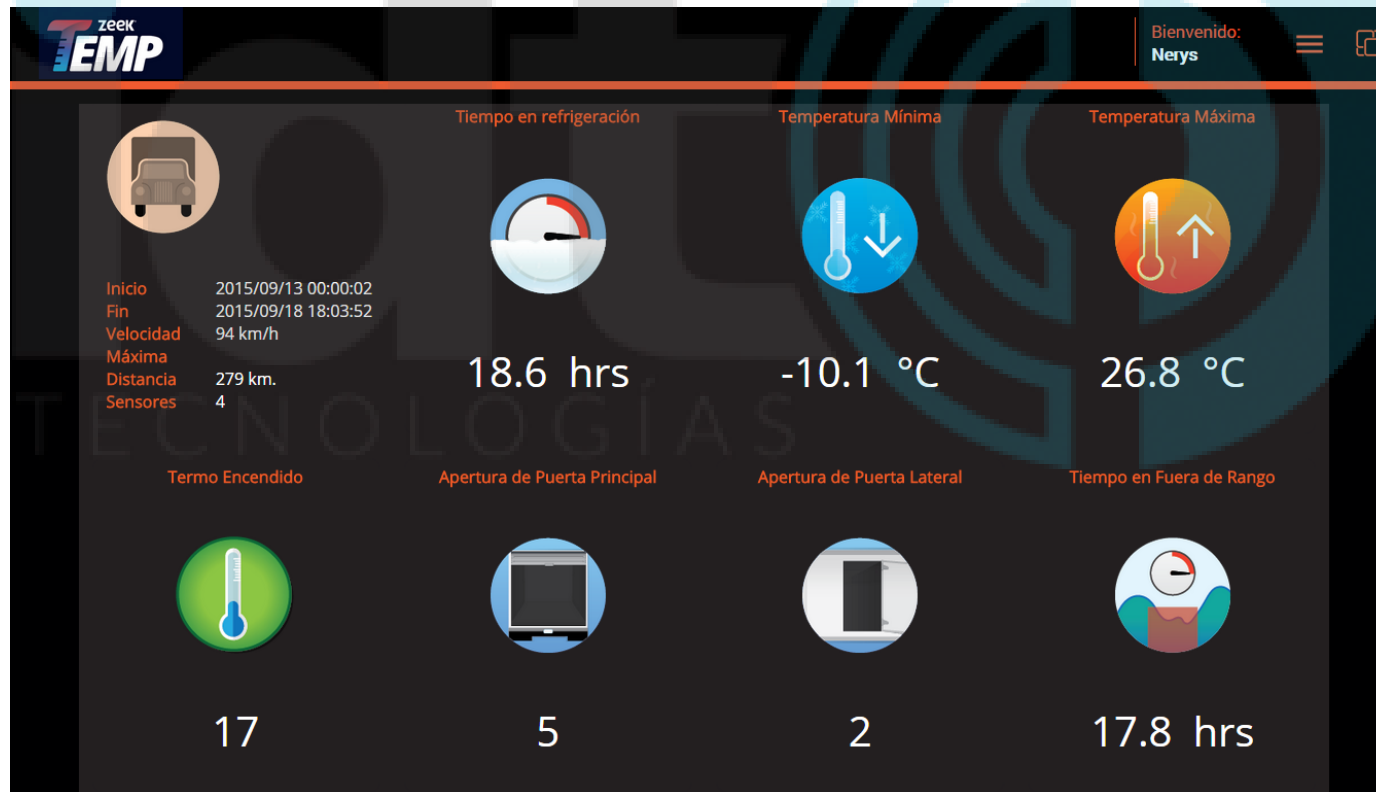 zeek
TEMP
Bienvenido:
Nerys
Inicio 2015/09/13 00:00:02
Fin 2015/09/18 18:03:52
Velocidad 94 km/h
Máxima
Distancia 279 km.
Sensores 4
Tiempo en refrigeración
18.6 hrs
Temperatura Mínima
-10.1 °C
Temperatura Máxima
26.8 °C
Termo Encendido
17
Apertura de Puerta Principal
5
Apertura de Puerta Lateral
2
Tiempo en Fuera de Rango
17.8 hrs
TECNOLOGÍAS